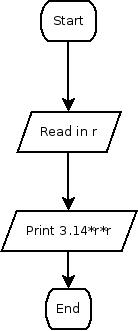 Start
Read in r
Print 3.14*r*r
End